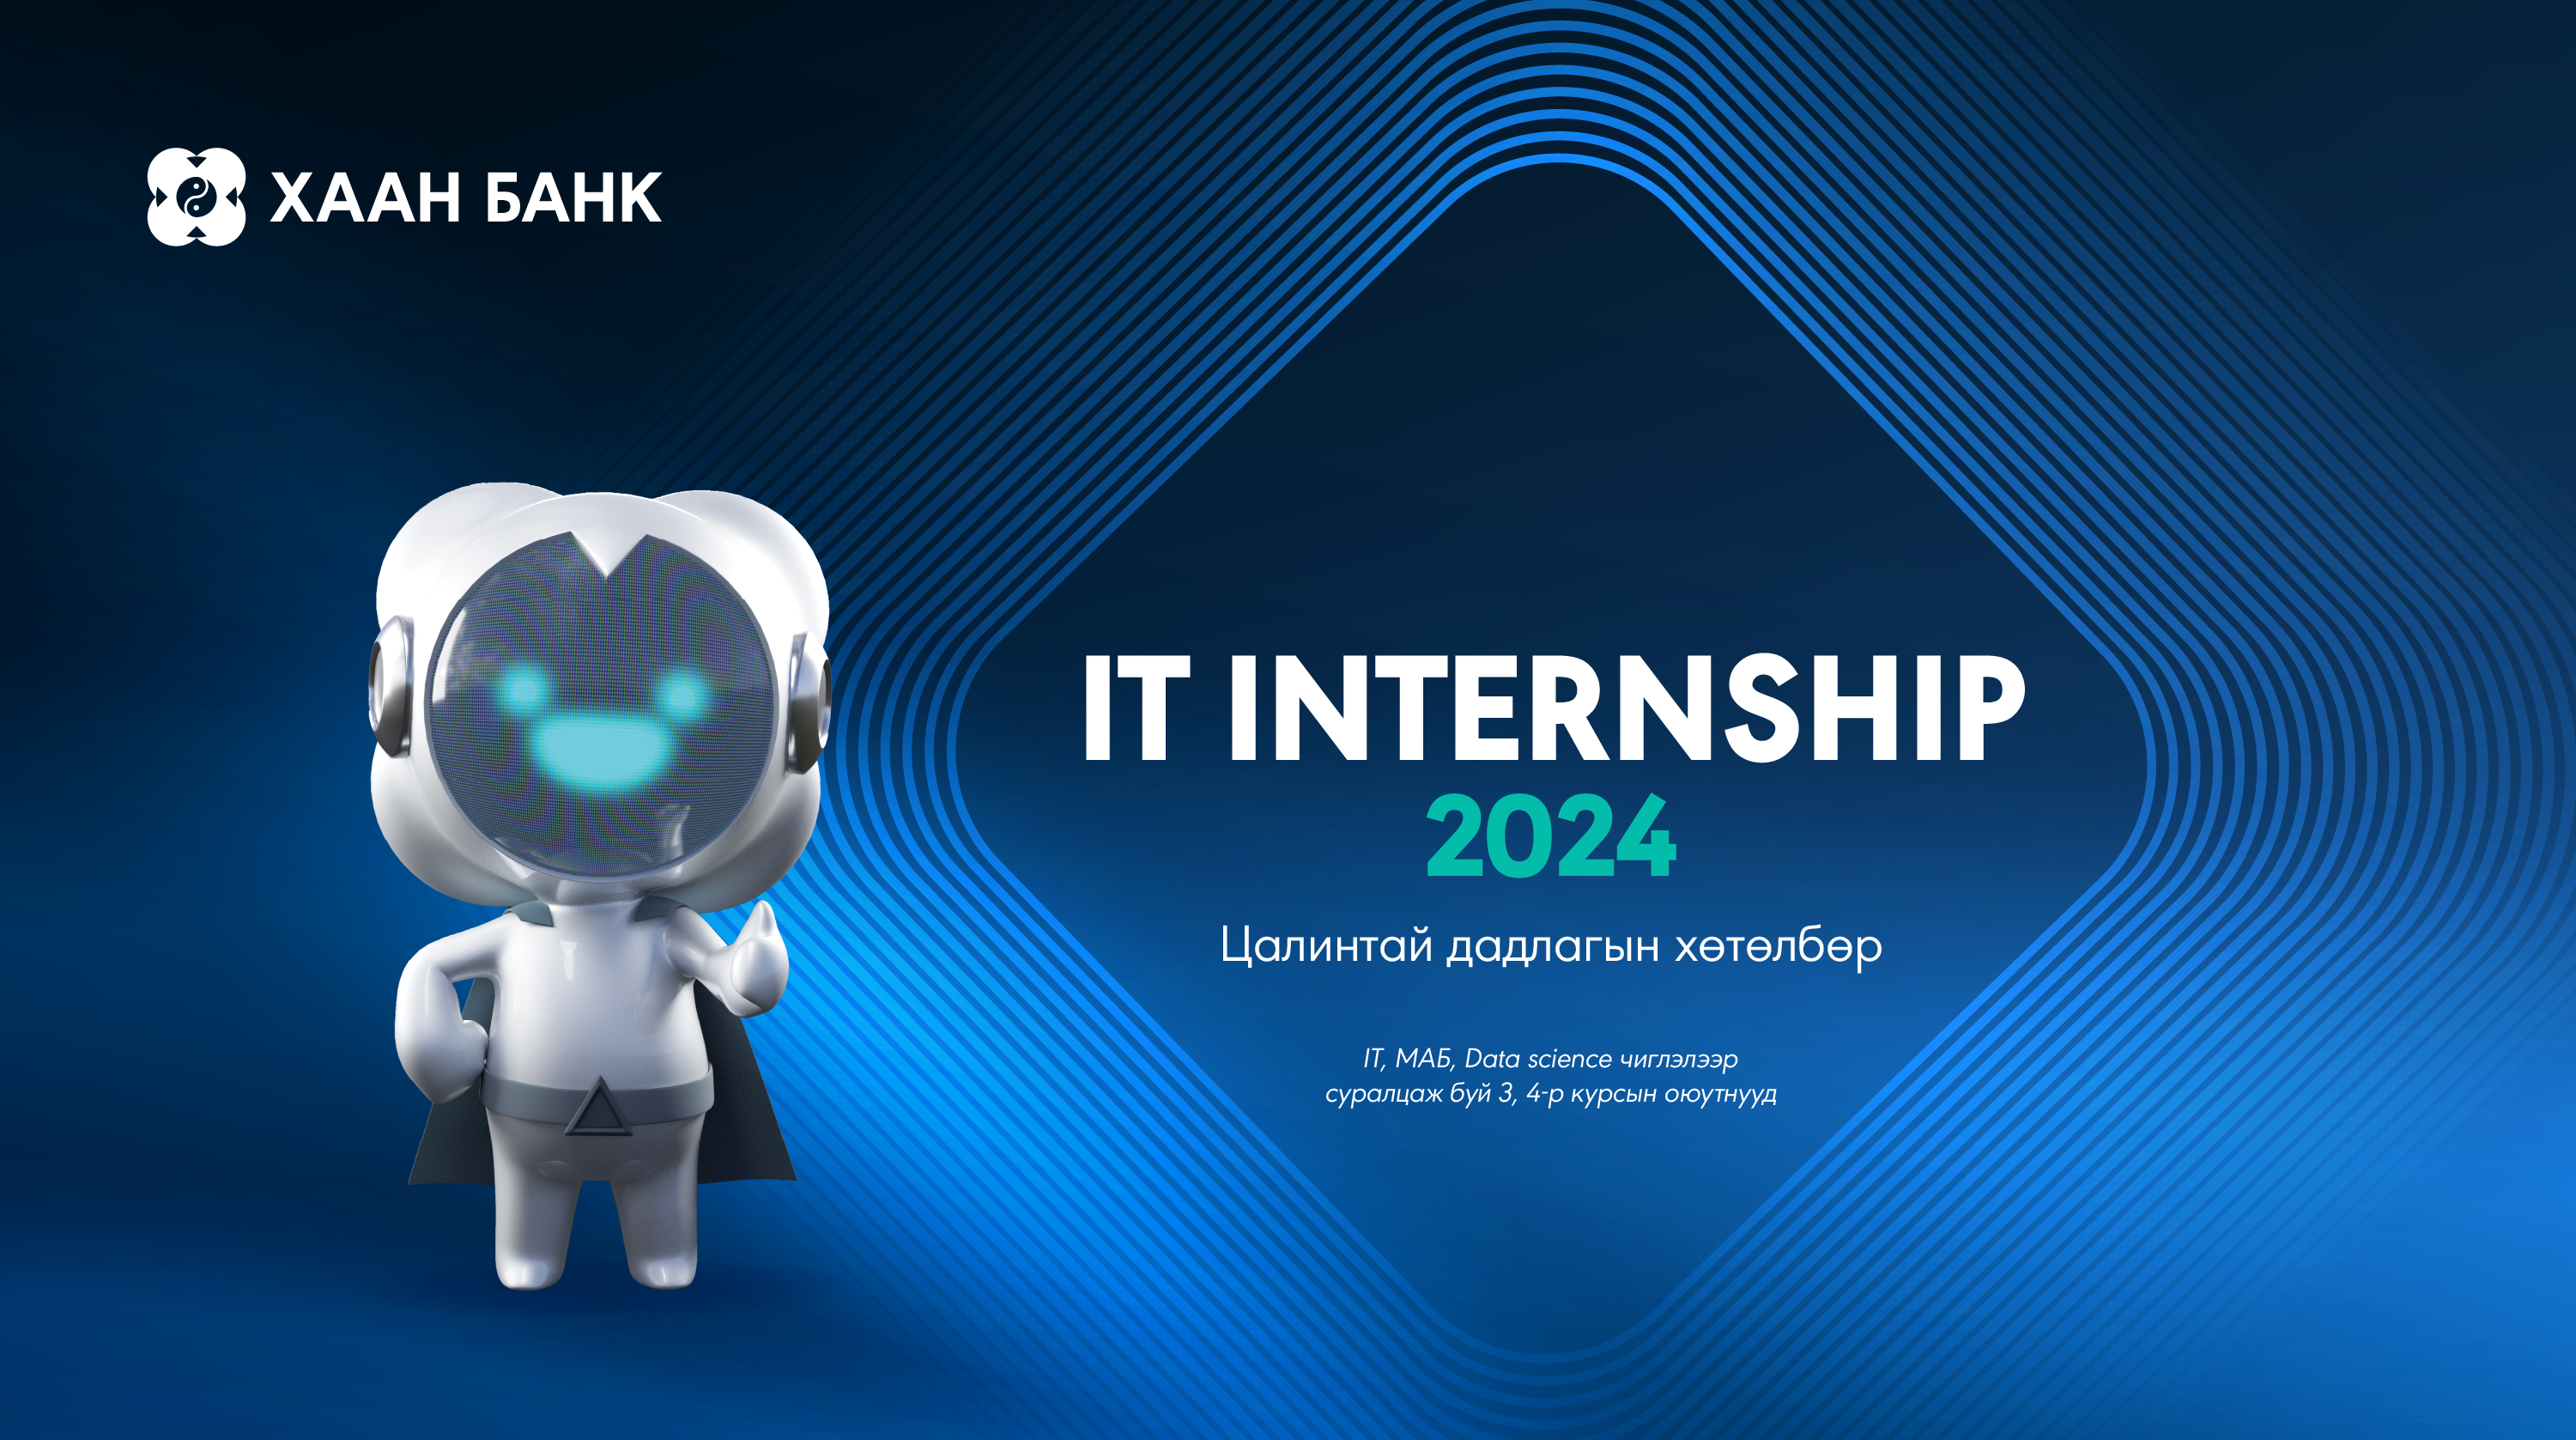 ХААН БАНК
IT INTERNSHIP
2024
Цалинтай дадлагын хөтөлбөр
IT, МАБ, Data science чиглэлээр
суралцаж буй 3, 4-р курсын оюутнууд